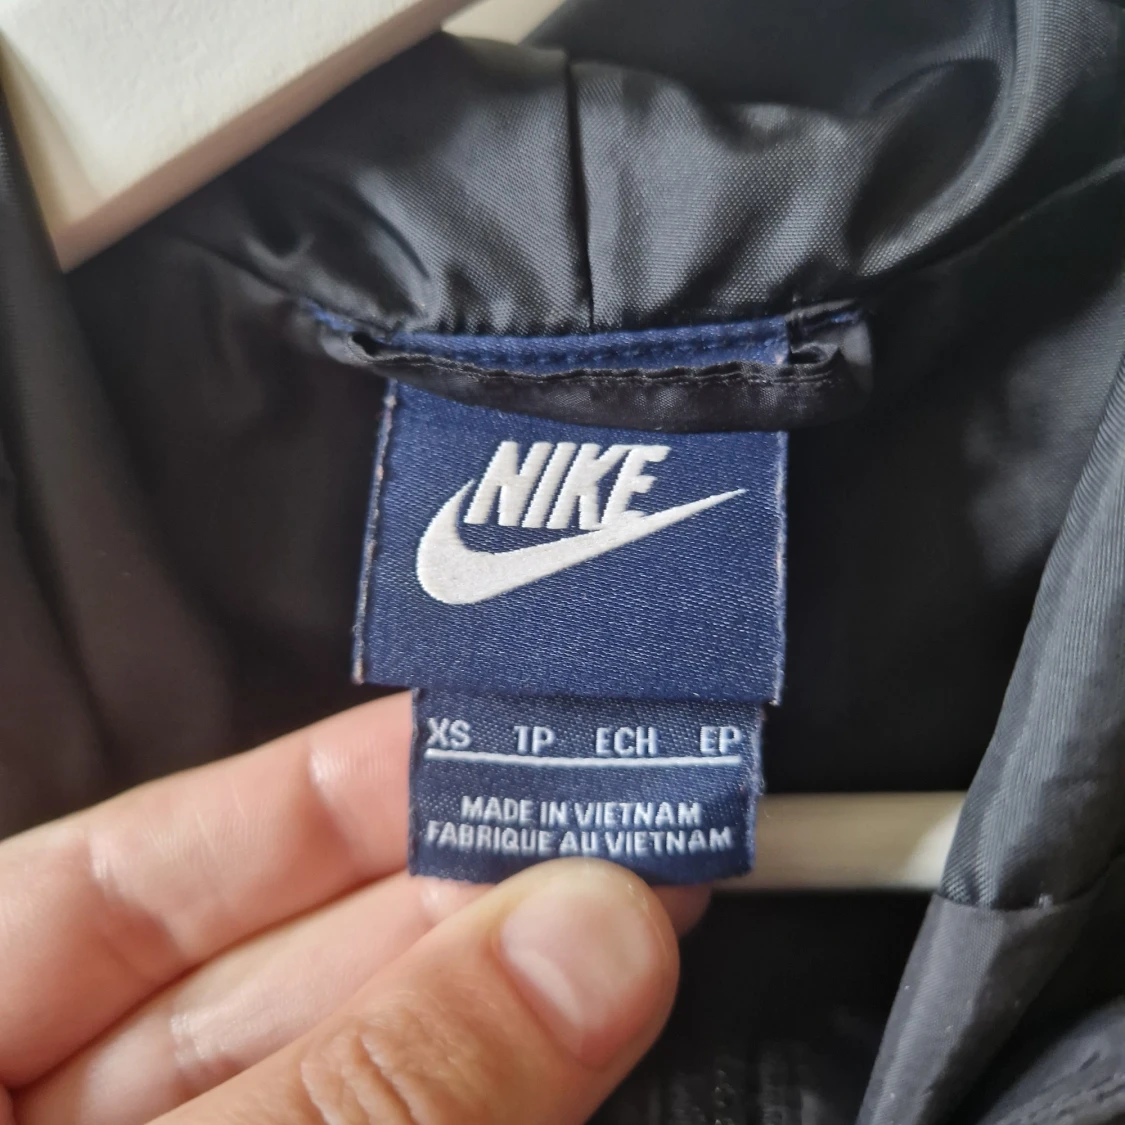 NIKE
XS TP ECH EP
MADE IN VIETNAM
FABRIQUE AU VIETNAM